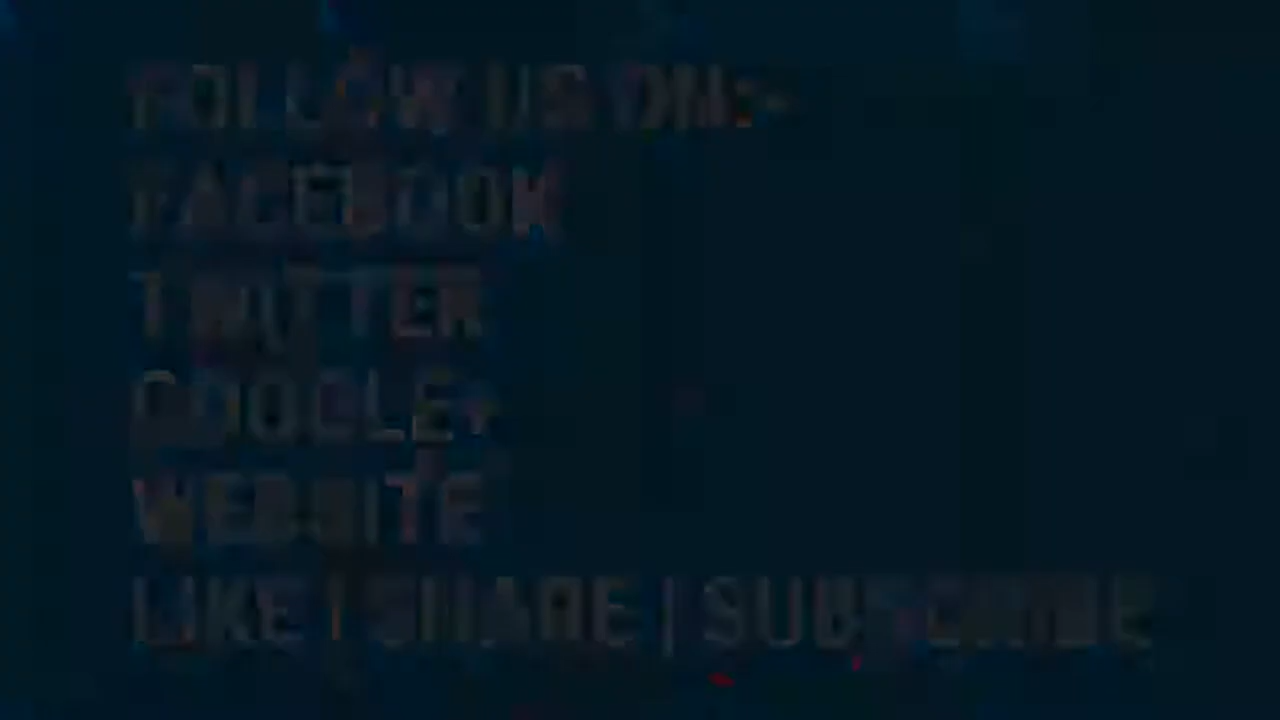 FOLLOW US ON:-
FACEBOOK
TWITTER
GOOGLE+
WEBSITE
LIKE | SHARE | SUBSCRIBE